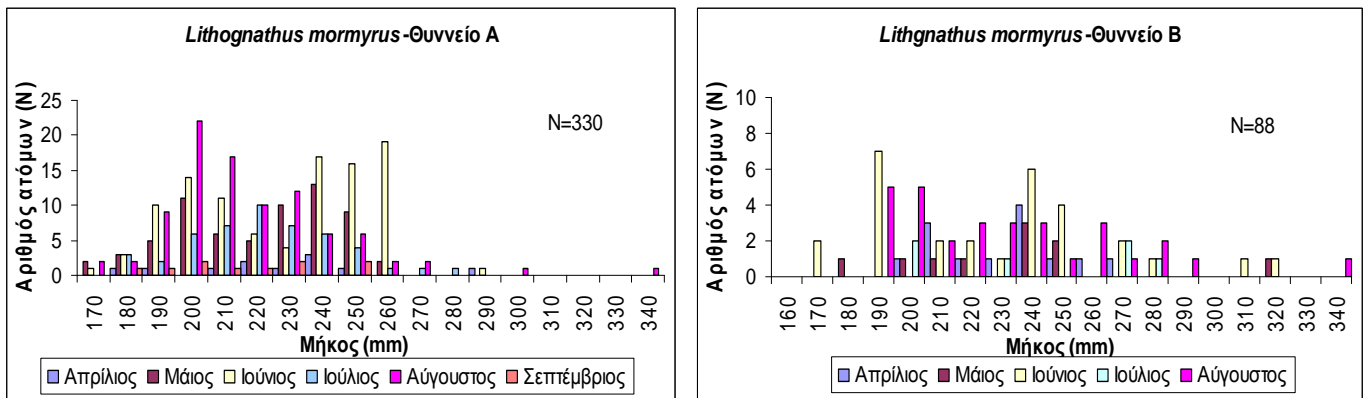 Lithognathus mormyrus-Θυννείο Α
Αριθμός ατόμων (Ν)
25
20
15
10
5
0
N=330
170 180 190 200 210 220 230 240 250 260 270 280 290 300 310 320 330 340
Μήκος (mm)
Απρίλιος Μάιος Ιούνιος Ιούλιος Αύγουστος Σεπτέμβριος
Lithgnathus mormyrus-Θυννείο Β
Αριθμός ατόμων (Ν)
10
8
6
4
2
0
N=88
160 170 180 190 200 210 220 230 240 250 260 270 280 290 300 310 320 330 340
Μήκος (mm)
Απρίλιος Μάιος Ιούνιος Ιούλιος Αύγουστος